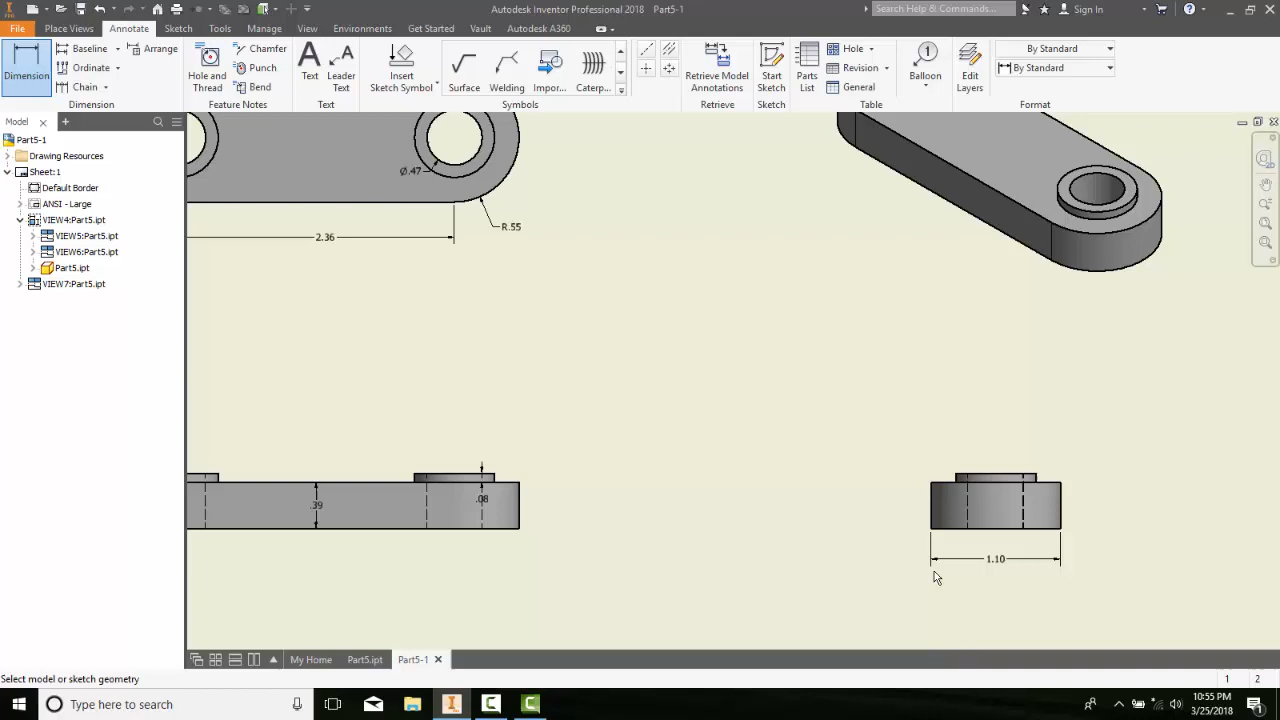 Autodesk Inventor Professional 2018 Part5-1
Search Help & Commands...
Sign In
File Place Views Annotate Sketch Tools Manage View Environments Get Started Vault Autodesk A360
Dimension
Baseline
Ordinate
Chain
Arrange
Dimension
Hole and
Thread
Chamfer
Punch
Bend
Feature Notes
Text
Leader
Text
Text
Insert
Sketch Symbol
Surface
Welding
Impor...
Caterp...
Symbols
Retrieve Model
Annotations
Retrieve
Start
Sketch
Sketch
Parts
List
Hole
Revision
General
Table
Balloon
Edit
Layers
By Standard
By Standard
Format
Model
Part5-1
Drawing Resources
Sheet:1
Default Border
ANSI - Large
VIEW4:Part5.ipt
VIEW5:Part5.ipt
VIEW6:Part5.ipt
Part5.ipt
VIEW7:Part5.ipt
Ø.47
R.55
2.36
.39
.08
1.10
My Home
Part5.ipt
Part5-1
Select model or sketch geometry
1
2
Type here to search
10:55 PM
3/25/2018